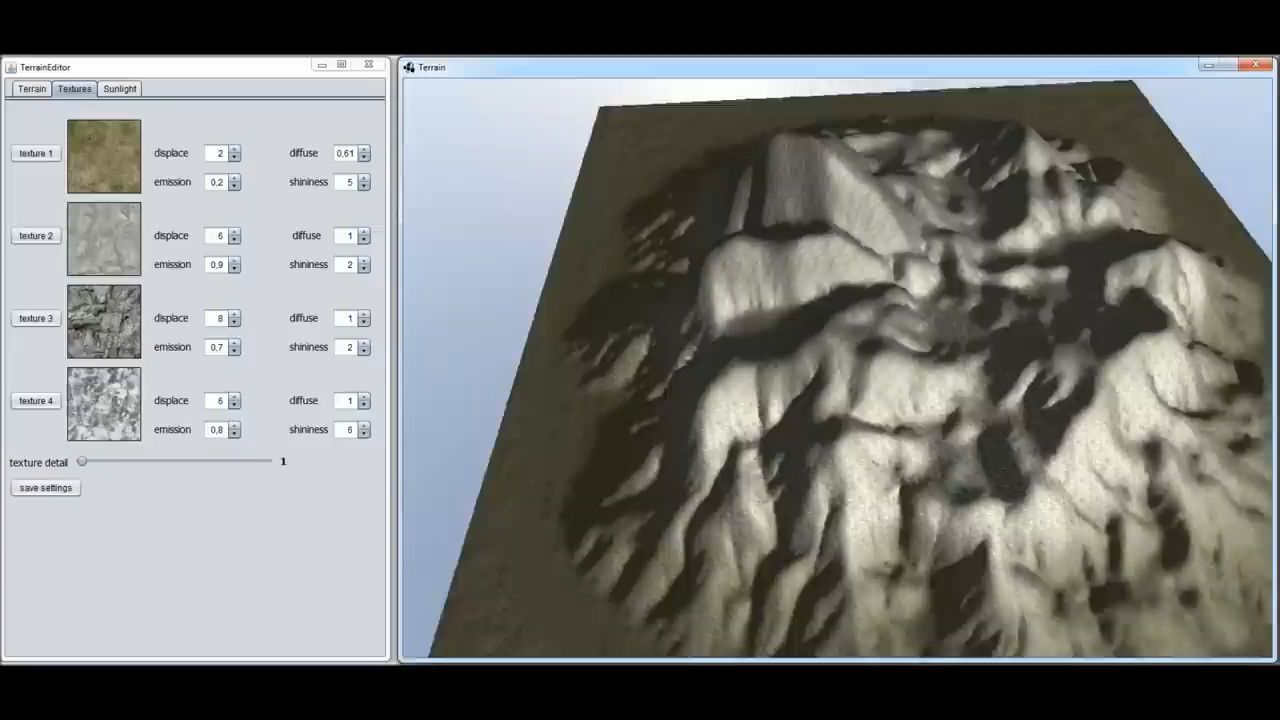 TerrainEditor
Terrain Textures Sunlight
texture 1 displace 2 diffuse 0,61
emission 0,2 shininess 5
texture 2 displace 6 diffuse 1
emission 0,9 shininess 2
texture 3 displace 8 diffuse 1
emission 0,7 shininess 2
texture 4 displace 6 diffuse 1
emission 0,8 shininess 6
texture detail 1
save settings
Terrain